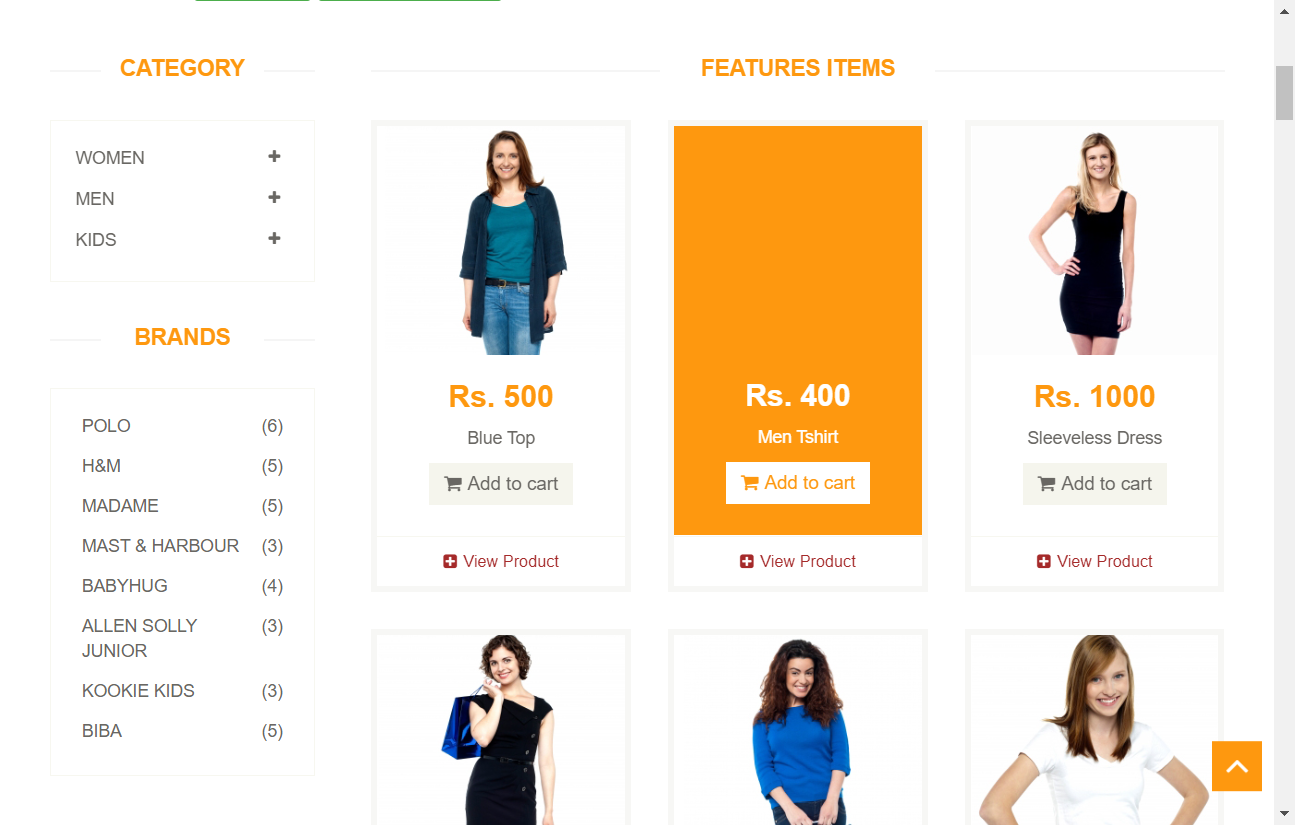 CATEGORY
WOMEN
MEN
KIDS
BRANDS
POLO (6)
H&M (5)
MADAME (5)
MAST & HARBOUR (3)
BABYHUG (4)
ALLEN SOLLY (3)
JUNIOR
KOOKIE KIDS (3)
BIBA (5)
FEATURES ITEMS
Rs. 500
Blue Top
Add to cart
View Product
Rs. 400
Men Tshirt
Add to cart
View Product
Rs. 1000
Sleeveless Dress
Add to cart
View Product